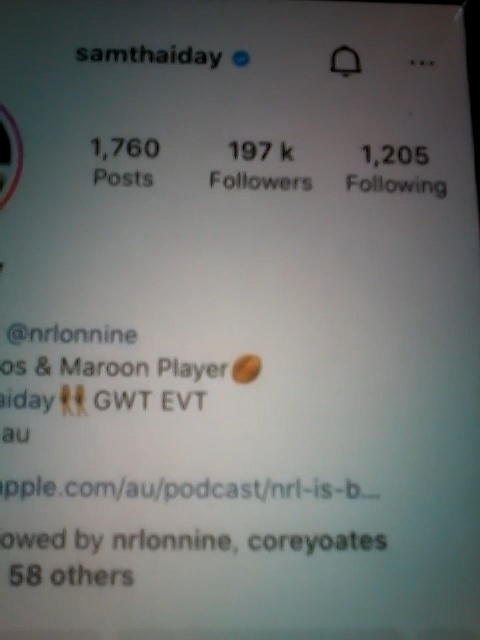 samthaiday
1,760 197 k 1,205
Posts Followers Following
@nrlonnine
os & Maroon Player🏉
aiday👯 GWT EVT
au
apple.com/au/podcast/nrl-is-b...
owed by nrlonnine, coreyoates
58 others